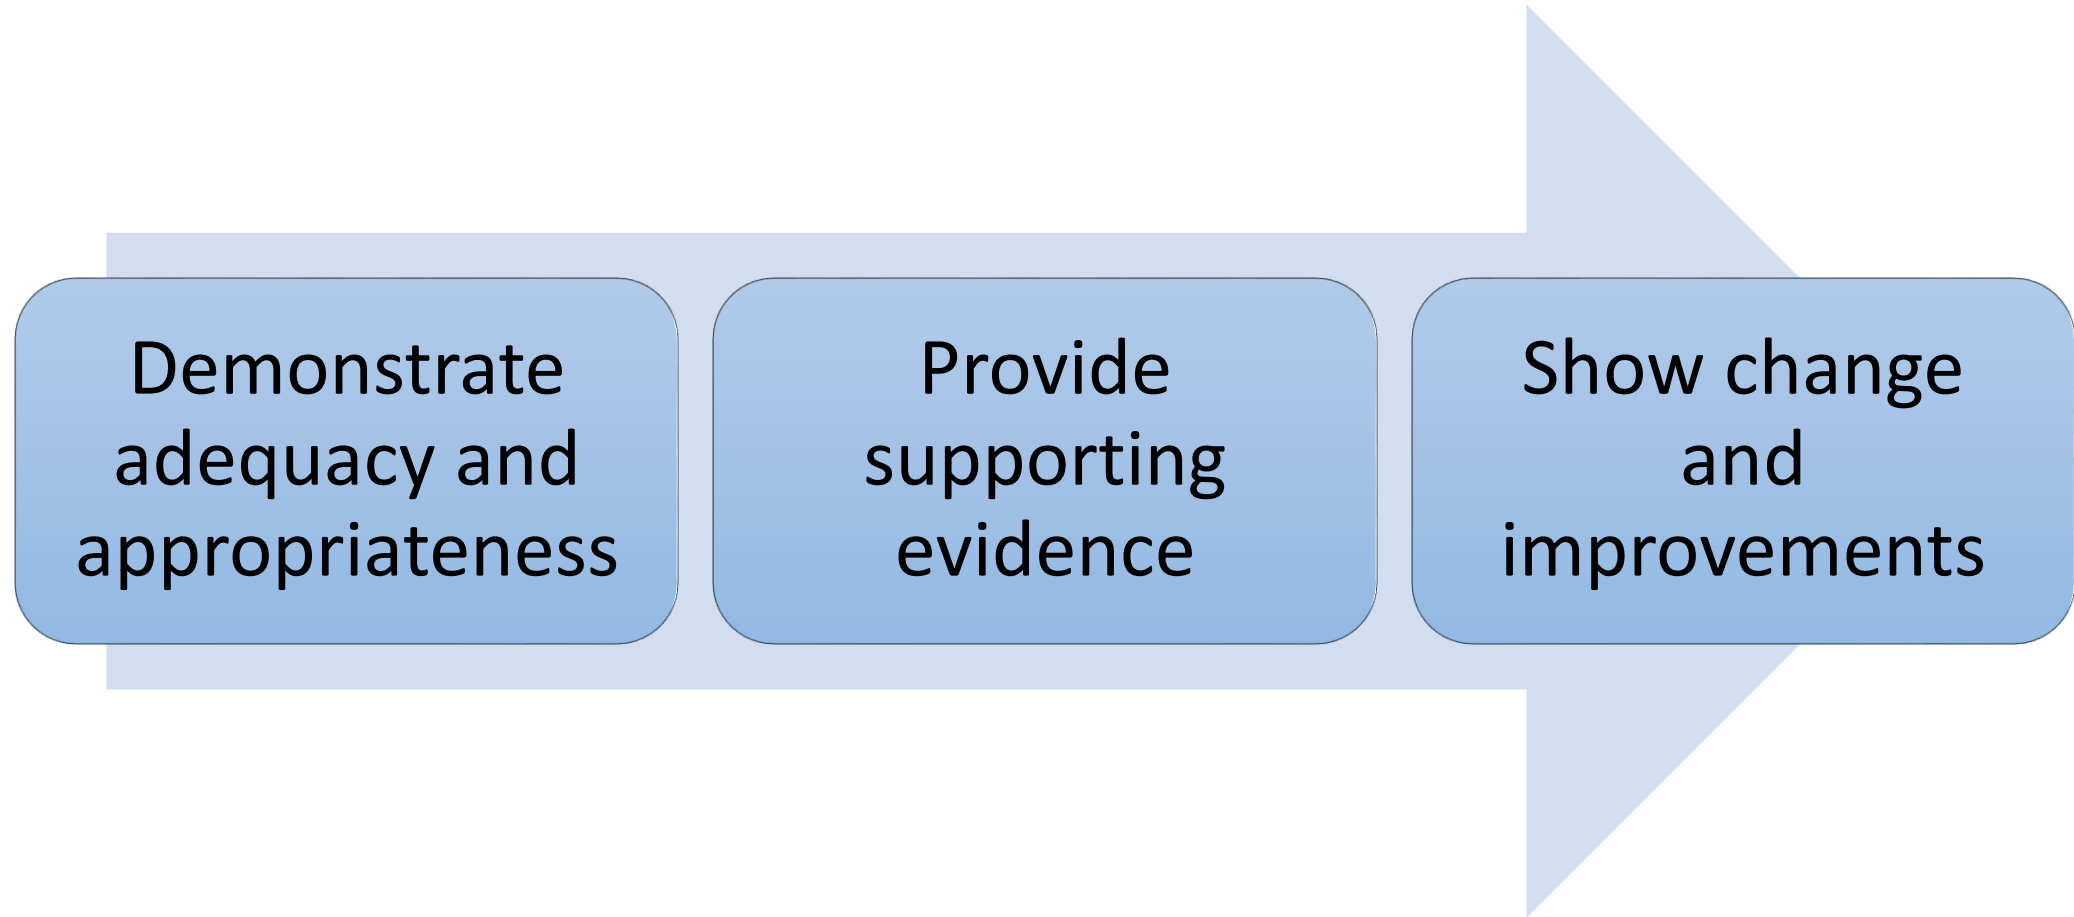 Demonstrate
adequacy and
appropriateness
Provide
supporting
evidence
Show change
and
improvements